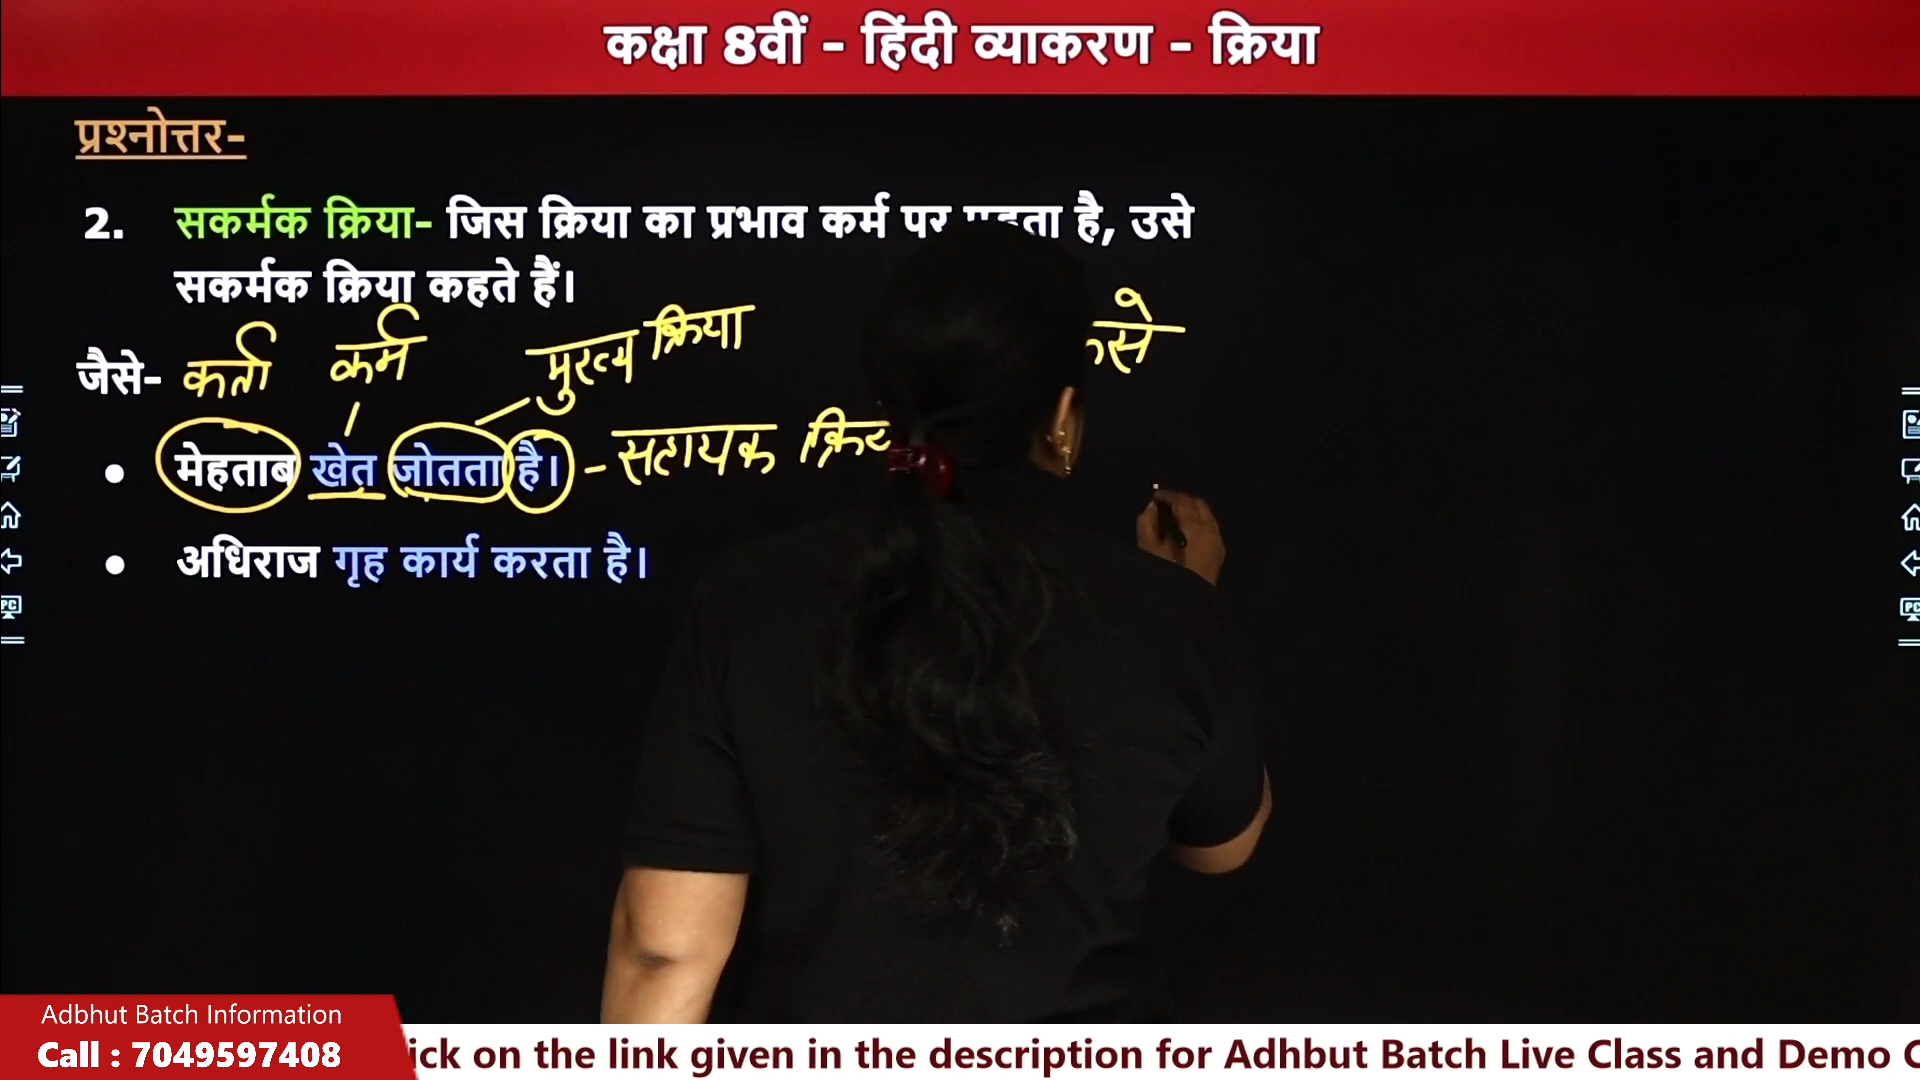 कक्षा 8वीं - हिंदी व्याकरण - क्रिया
प्रश्नोत्तर-
2. सकर्मक क्रिया- जिस क्रिया का प्रभाव कर्म पर है, उसे
सकर्मक क्रिया कहते हैं।
जैसे- कर्ता कर्म मुख्य क्रिया
मेहताब खेत जोतता है। - सहायक
अधिराज गृह कार्य करता है।
Adbhut Batch Information
Call : 7049597408
on the link given in the description for Adhbut Batch Live Class and Demo